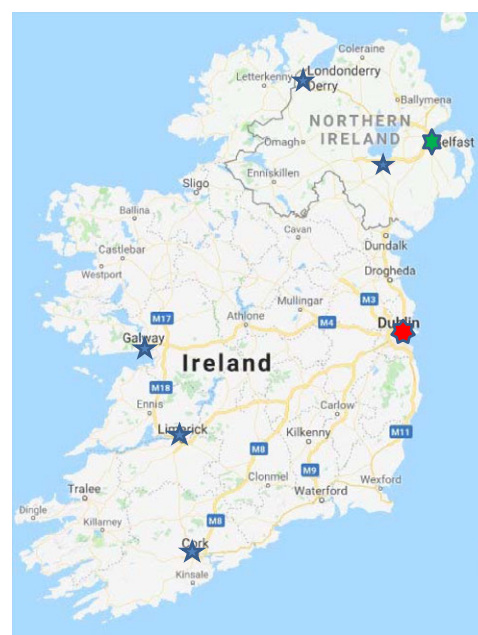 Coleraine
Letterkenny
Londonderry
Derry
Ballymena
NORTHERN
IRELAND
Omagh
elfast
Enniskillen
Sligo
Ballina
Cavan
Dundalk
Castlebar
Drogheda
Westport
Mullingar
M3
M17
Athlone
M4
Dublin
Galway
Ireland
M18
Ennis
Carlow
Limerick
Kilkenny
M11
M8
M9
Clonmel
Wexford
Tralee
Waterford
Dingle
Killarney
M8
Cork
Kinsale